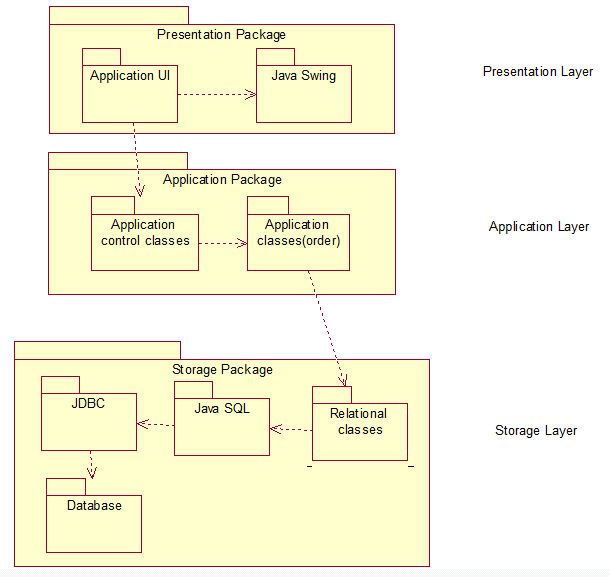 Presentation Package
Application UI
Java Swing
Presentation Layer
Application Package
Application
control classes
Application
classes(order)
Application Layer
Storage Package
JDBC
Java SQL
Relational
classes
Storage Layer
Database